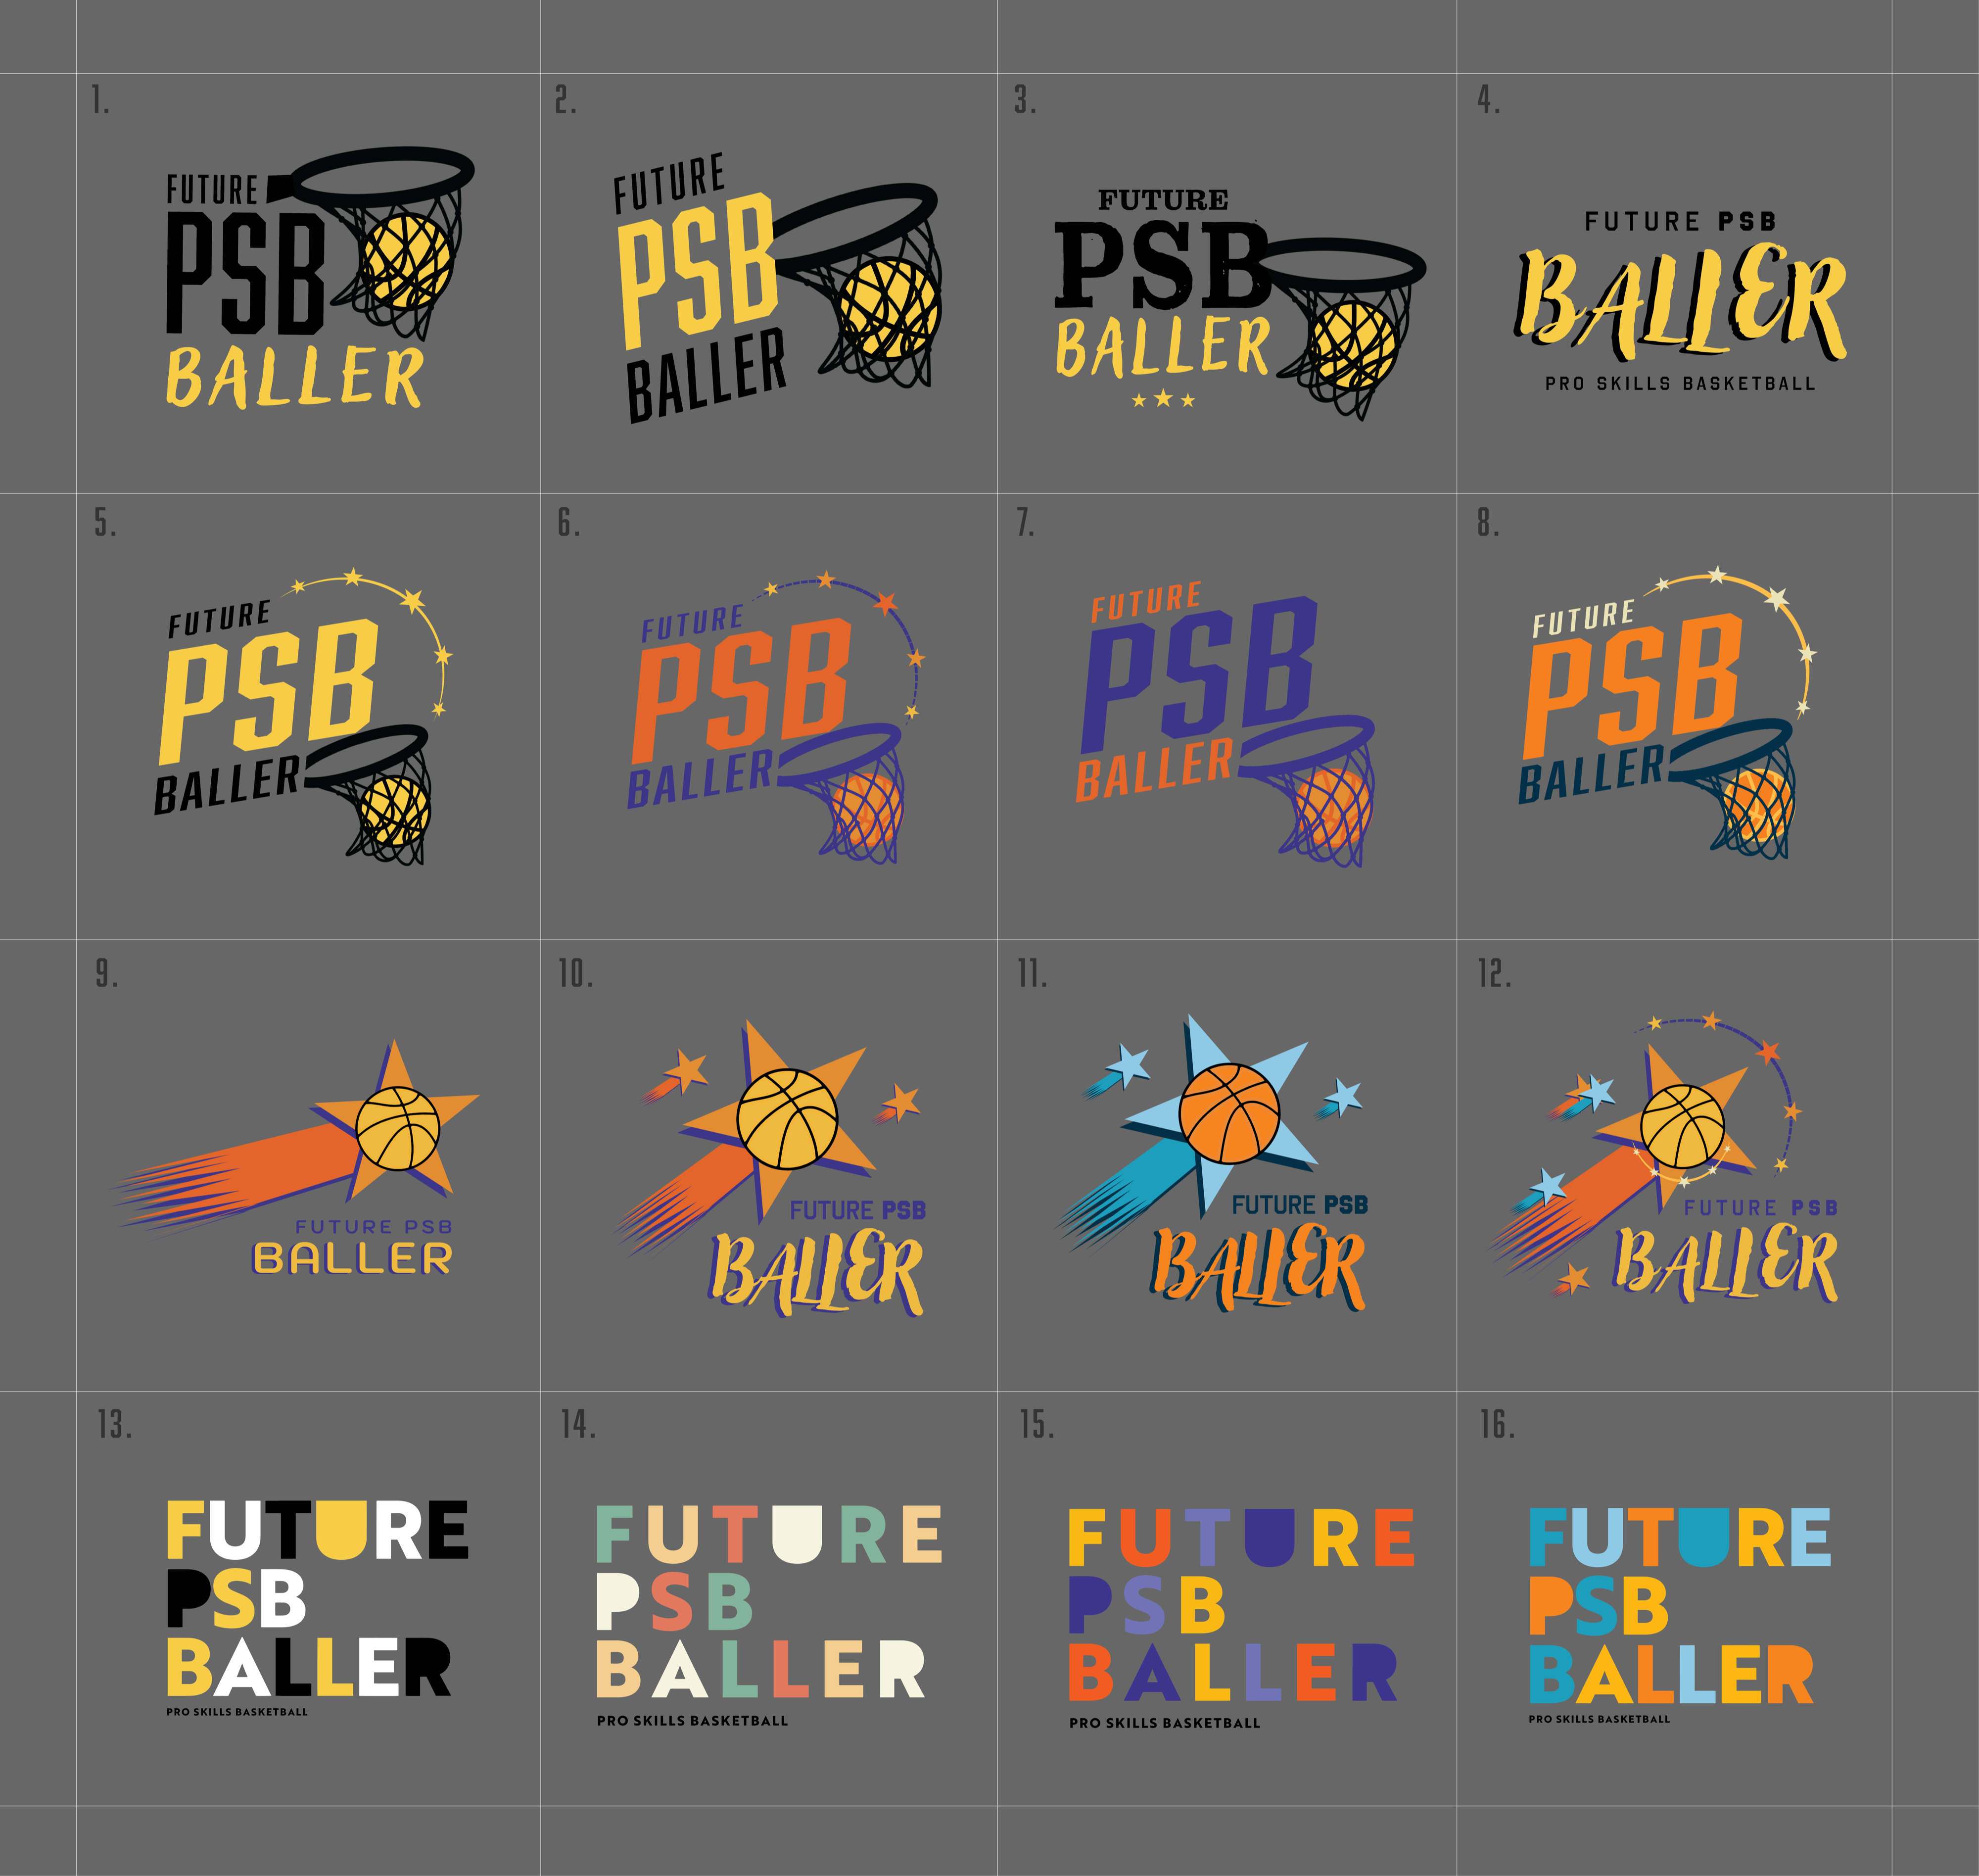 1.
FUTURE
PSB
BALLER
2.
FUTURE
PSB
BALLER
3.
FUTURE
PSB
BALLER
4.
FUTURE PSB
BALLER
PRO SKILLS BASKETBALL
5.
FUTURE
PSB
BALLER
6.
FUTURE
PSB
BALLER
7.
FUTURE
PSB
BALLER
8.
FUTURE
PSB
BALLER
9.
FUTURE PSB
BALLER
10.
FUTURE PSB
BALLER
11.
FUTURE PSB
BALLER
12.
FUTURE PSB
BALLER
13.
FUTURE
PSB
BALLER
PRO SKILLS BASKETBALL
14.
FUTURE
PSB
BALLER
PRO SKILLS BASKETBALL
15.
FUTURE
PSB
BALLER
PRO SKILLS BASKETBALL
16.
FUTURE
PSB
BALLER
PRO SKILLS BASKETBALL